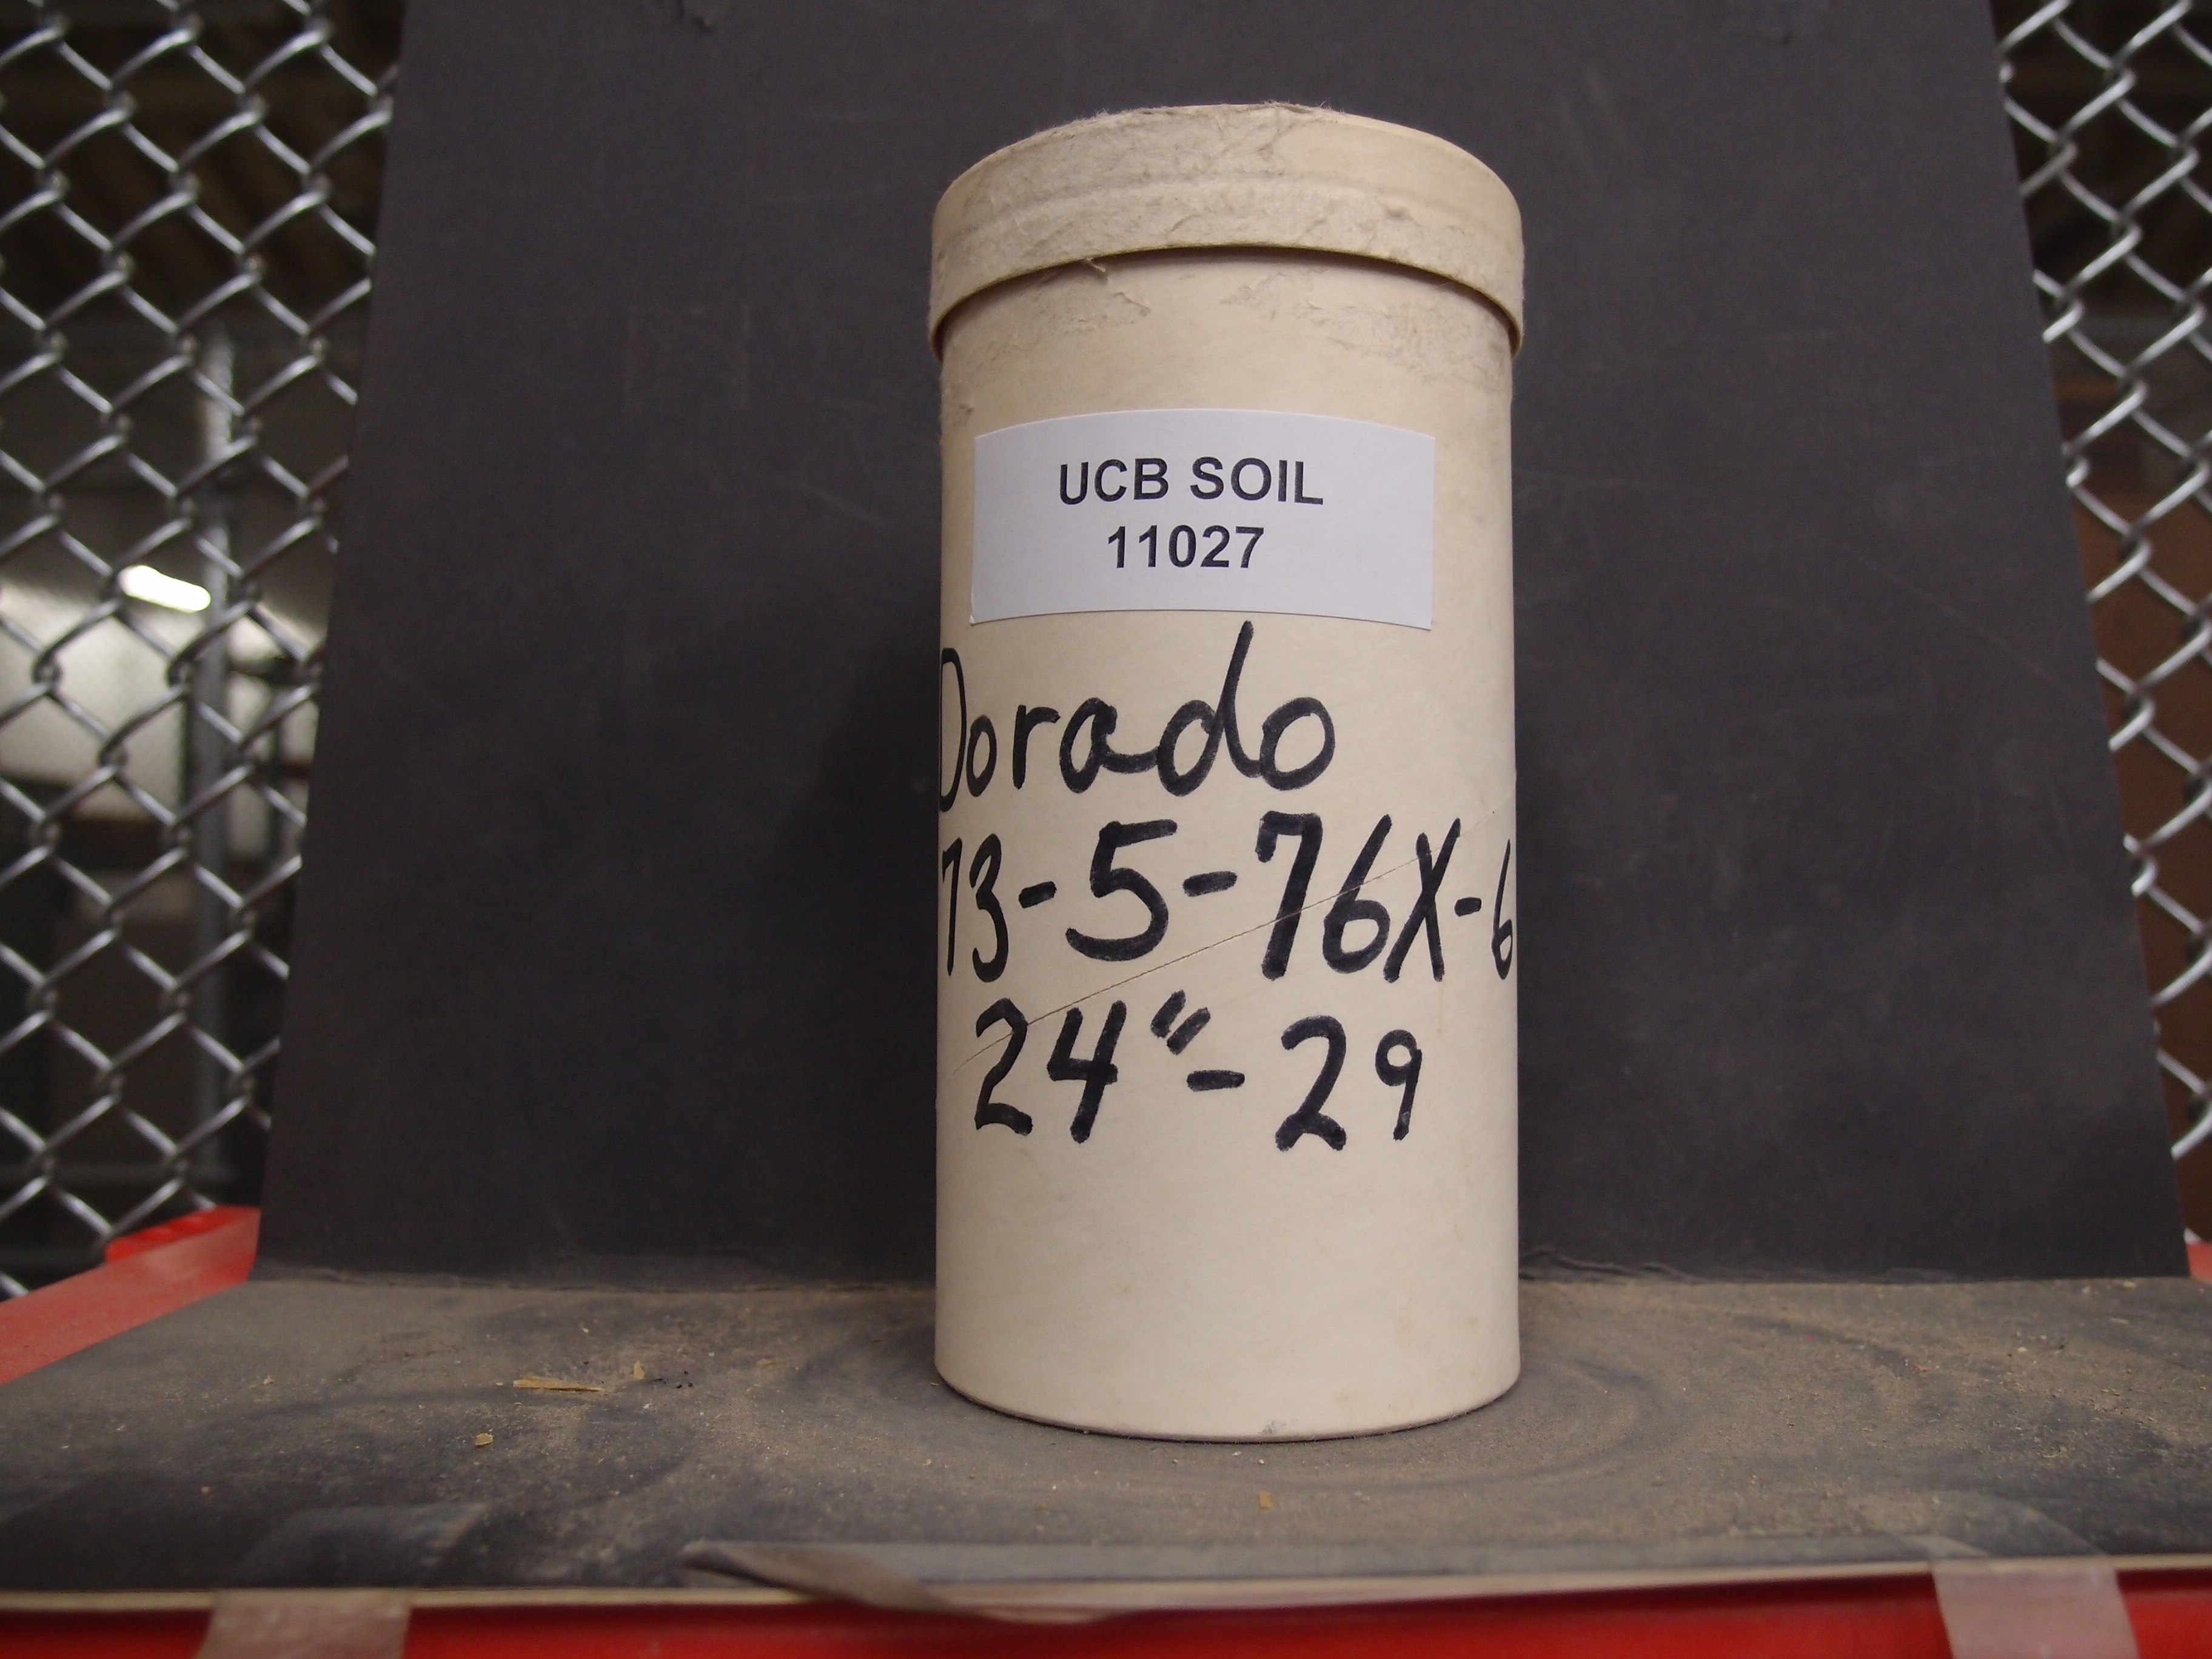 UCB SOIL
11027
Dorado
73-5-76X-6
24"-29